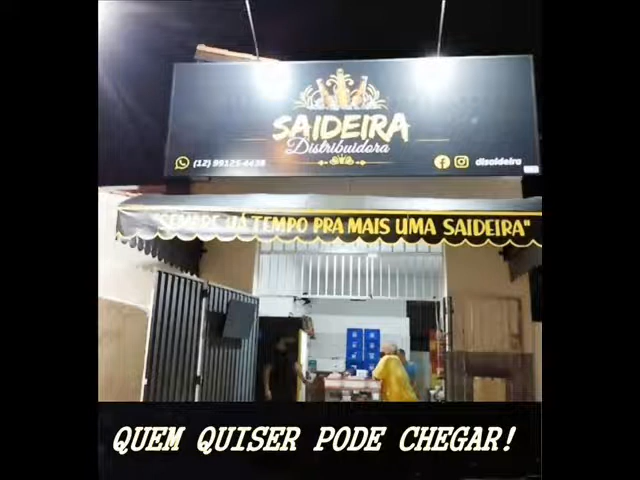 SAIDEIRA
Distribuidora
disaideira
"SEMPRE HÁ TEMPO PRA MAIS UMA SAIDEIRA"
QUEM QUISER PODE CHEGAR!